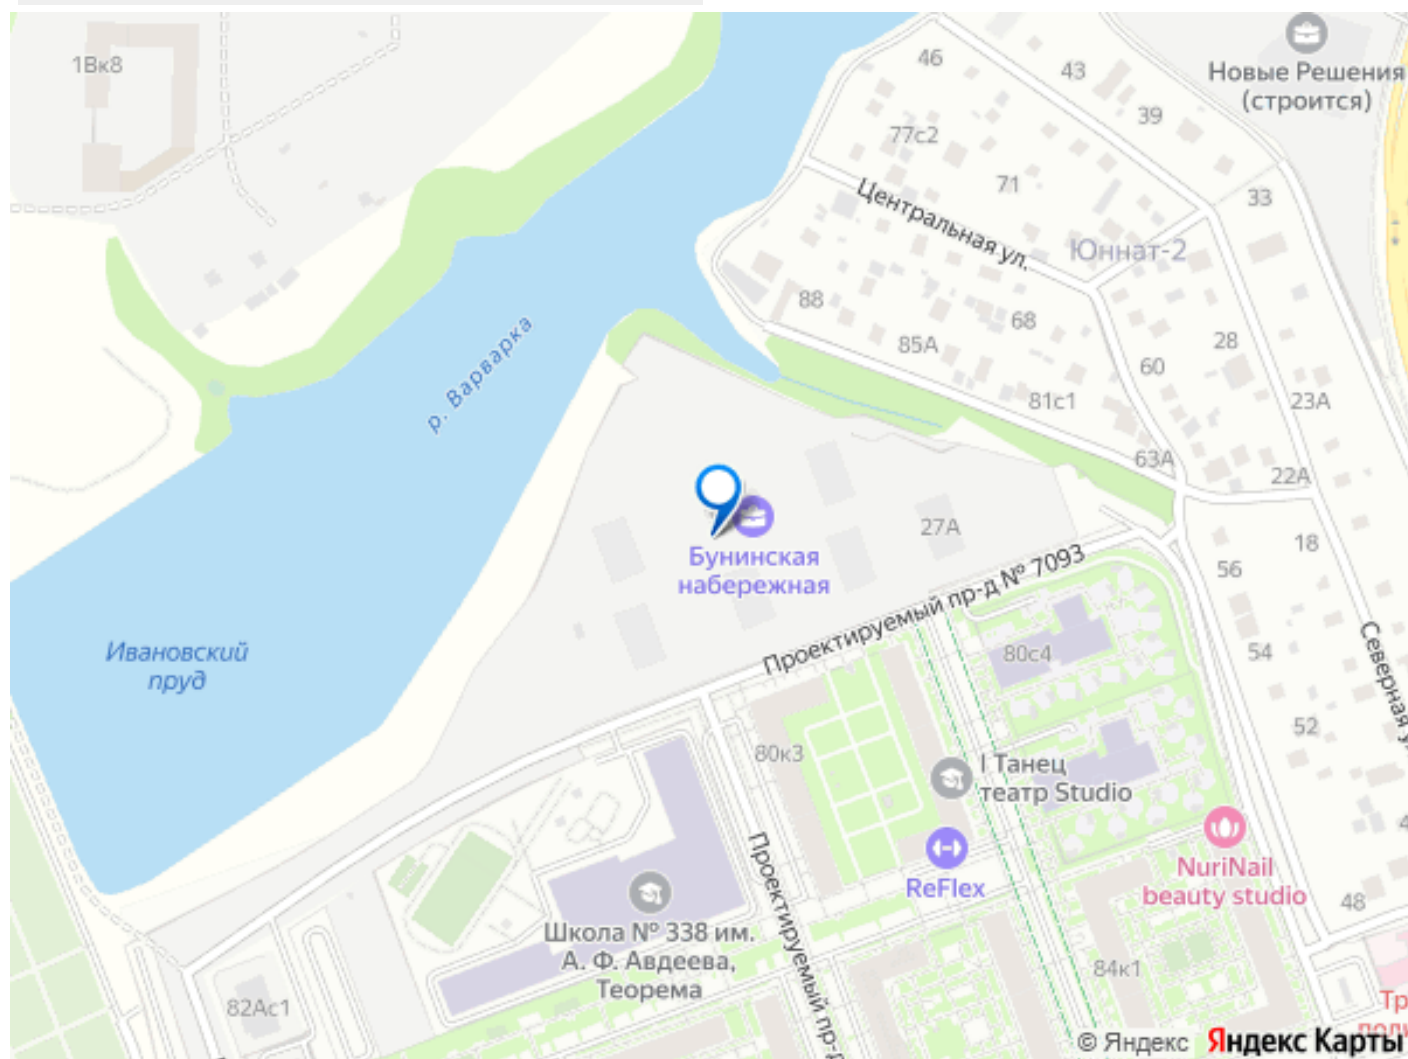 1Вк8
46
43
Новые Решения
(строится)
39
77с2
71
33
Центральная ул.
Юннат-2
88
68
28
85А
р. Варварка
60
81с1
23А
63А
22А
27А
18
Бунинская
набережная
56
Проектируемый пр-д № 7093
Ивановский
пруд
80с4
54
Северная
52
80к3
I Танец
театр Studio
NuriNail
beauty studio
ReFlex
Проектируемый пр-
48
Школа № 338 им.
А. Ф. Авдеева,
Теорема
84к1
82Ас1
© Яндекс Яндекс Карты